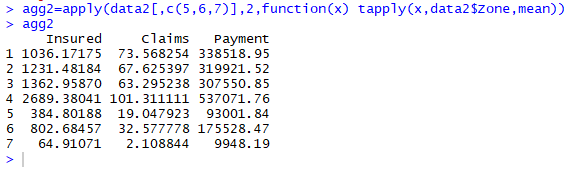 > agg2=apply(data2[,c(5,6,7)],2,function(x) tapply(x,data2$Zone,mean))
> agg2
Insured Claims Payment
1 1036.17175 73.568254 338518.95
2 1231.48184 67.625397 319921.52
3 1362.95870 63.295238 307550.85
4 2689.38041 101.311111 537071.76
5 384.80188 19.047923 93001.84
6 802.68457 32.577778 175528.47
7 64.91071 2.108844 9948.19
>